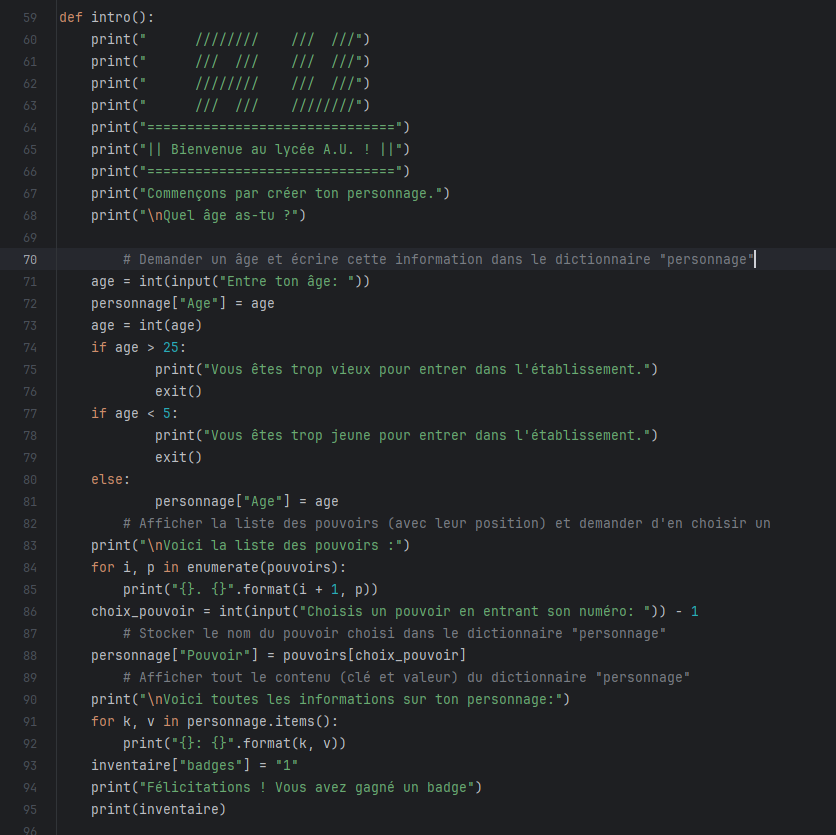 59 def intro():
60     print("      ////////    ///  ///")
61     print("      ///  ///    ///  ///")
62     print("      ////////    ///  ///")
63     print("      ///  ///    ////////")
64     print("===============================")
65     print("|| Bienvenue au lycée A.U. ! ||")
66     print("===============================")
67     print("Commençons par créer ton personnage.")
68     print("\nQuel âge as-tu ?")
69
70         # Demander un âge et écrire cette information dans le dictionnaire "personnage"
71     age = int(input("Entre ton âge: "))
72     personnage["Age"] = age
73     age = int(age)
74     if age > 25:
75             print("Vous êtes trop vieux pour entrer dans l'établissement.")
76             exit()
77     if age < 5:
78             print("Vous êtes trop jeune pour entrer dans l'établissement.")
79             exit()
80     else:
81             personnage["Age"] = age
82         # Afficher la liste des pouvoirs (avec leur position) et demander d'en choisir un
83     print("\nVoici la liste des pouvoirs :")
84     for i, p in enumerate(pouvoirs):
85         print("{}. {}".format(i + 1, p))
86     choix_pouvoir = int(input("Choisis un pouvoir en entrant son numéro: ")) - 1
87         # Stocker le nom du pouvoir choisi dans le dictionnaire "personnage"
88     personnage["Pouvoir"] = pouvoirs[choix_pouvoir]
89         # Afficher tout le contenu (clé et valeur) du dictionnaire "personnage"
90     print("\nVoici toutes les informations sur ton personnage:")
91     for k, v in personnage.items():
92         print("{}: {}".format(k, v))
93     inventaire["badges"] = "1"
94     print("Félicitations ! Vous avez gagné un badge")
95     print(inventaire)
96